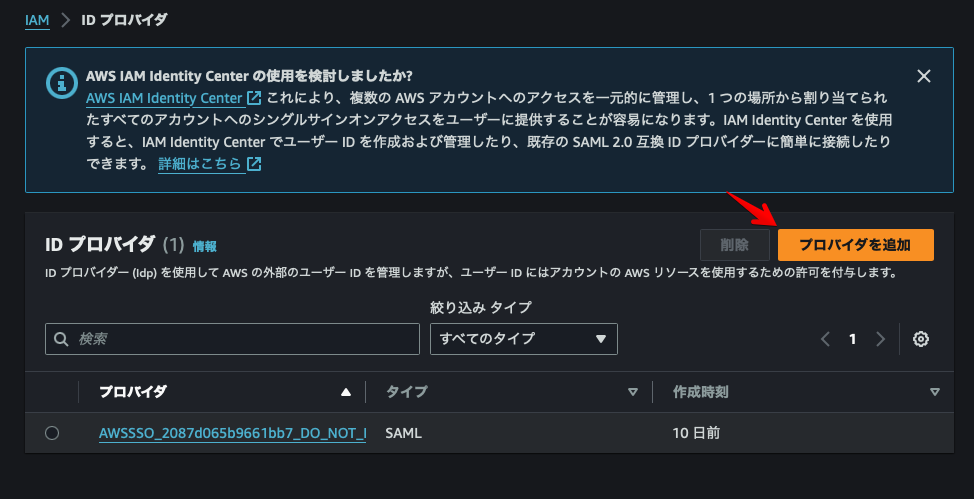 IAM > ID プロバイダ
AWS IAM Identity Center の使用を検討しましたか?
AWS IAM Identity Center これにより、複数の AWS アカウントへのアクセスを一元的に管理し、1 つの場所から割り当てられ
たすべてのアカウントへのシングルサインオンアクセスをユーザーに提供することが容易になります。IAM Identity Center を使用
すると、IAM Identity Center でユーザー ID を作成および管理したり、既存の SAML 2.0 互換 ID プロバイダーに簡単に接続したり
できます。 詳細はこちら
ID プロバイダ (1) 情報
削除
プロバイダを追加
ID プロバイダー (Idp) を使用して AWS の外部のユーザー ID を管理しますが、ユーザー ID にはアカウントの AWS リソースを使用するための許可を付与します。
絞り込み タイプ
検索
すべてのタイプ
1
プロバイダ タイプ 作成時刻
AWSSSO_2087d065b9661bb7_DO_NOT_ SAML 10 日前